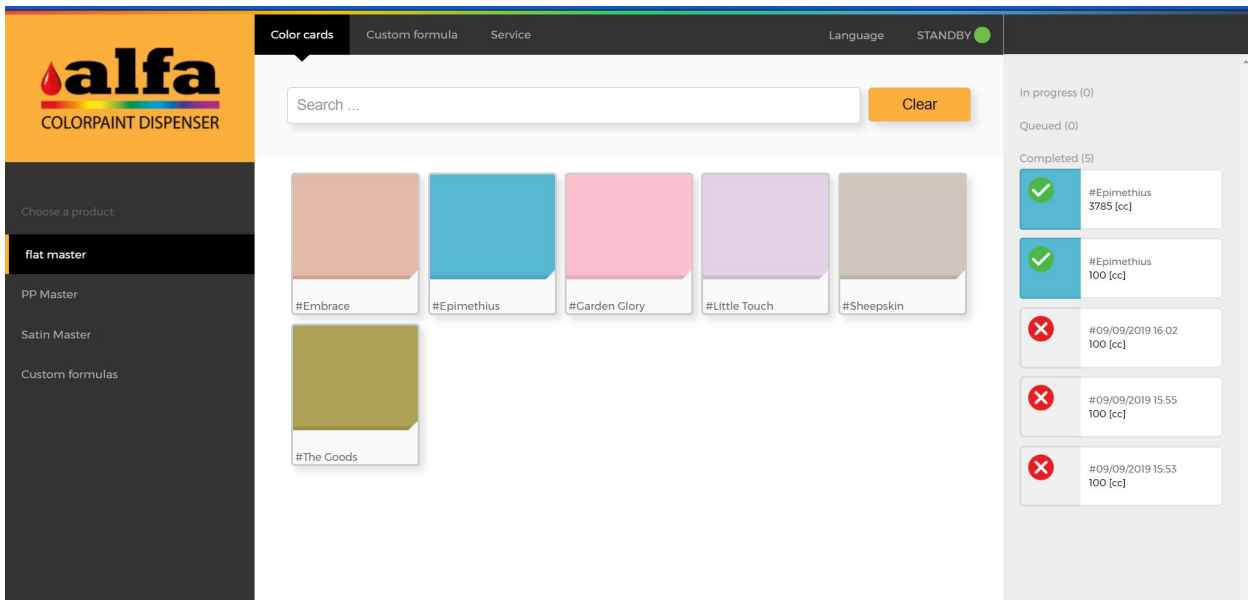 alfa
COLORPAINT DISPENSER
Choose a product
flat master
PP Master
Satin Master
Custom formulas
Color cards Custom formula Service Language STANDBY
Search ... Clear
#Embrace #Epimethius #Garden Glory #Little Touch #Sheepskin
#The Goods
In progress (0)
Queued (0)
Completed (5)
#Epimethius
3785 [cc]
#Epimethius
100 [cc]
#09/09/2019 16:02
100 [cc]
#09/09/2019 15:55
100 [cc]
#09/09/2019 15:53
100 [cc]